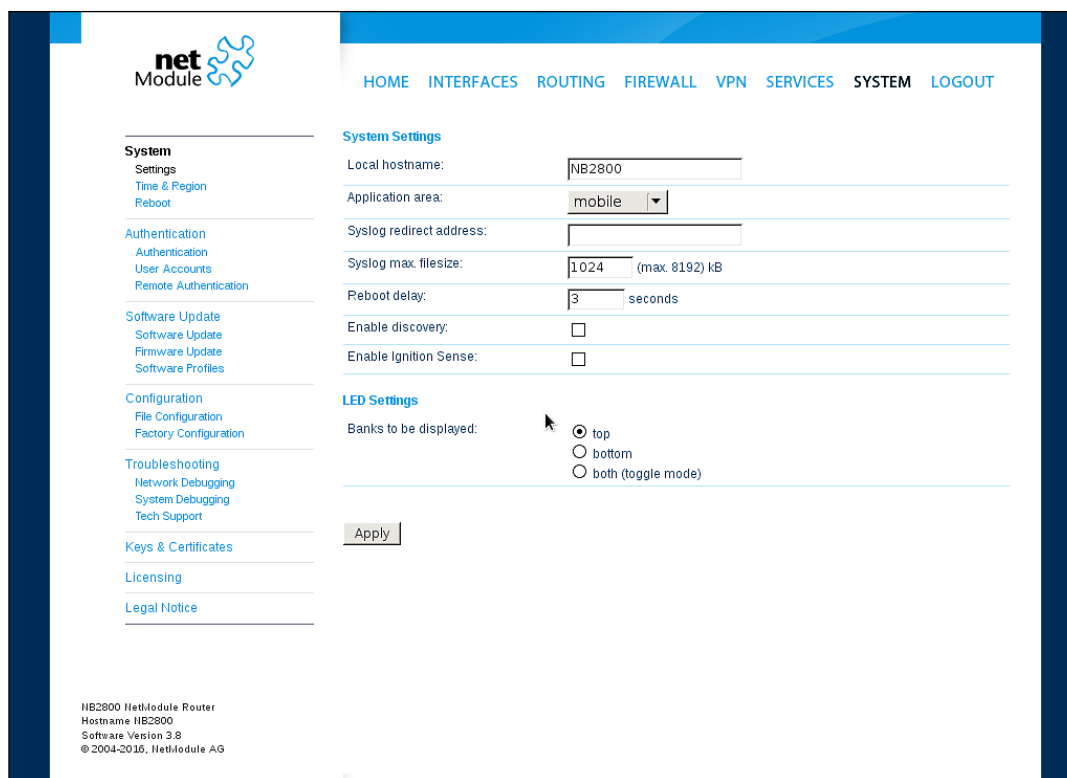 net
Module
HOME INTERFACES ROUTING FIREWALL VPN SERVICES SYSTEM LOGOUT
System
Settings
Time & Region
Reboot
Authentication
Authentication
User Accounts
Remote Authentication
Software Update
Software Update
Firmware Update
Software Profiles
Configuration
File Configuration
Factory Configuration
Troubleshooting
Network Debugging
System Debugging
Tech Support
Keys & Certificates
Licensing
Legal Notice
System Settings
Local hostname: NB2800
Application area: mobile
Syslog redirect address:
Syslog max. filesize: 1024 (max. 8192) kB
Reboot delay: 3 seconds
Enable discovery:
Enable Ignition Sense:
LED Settings
Banks to be displayed: top
bottom
both (toggle mode)
Apply
NB2800 NetModule Router
Hostname NB2800
Software Version 3.8
© 2004-2016, NetModule AG